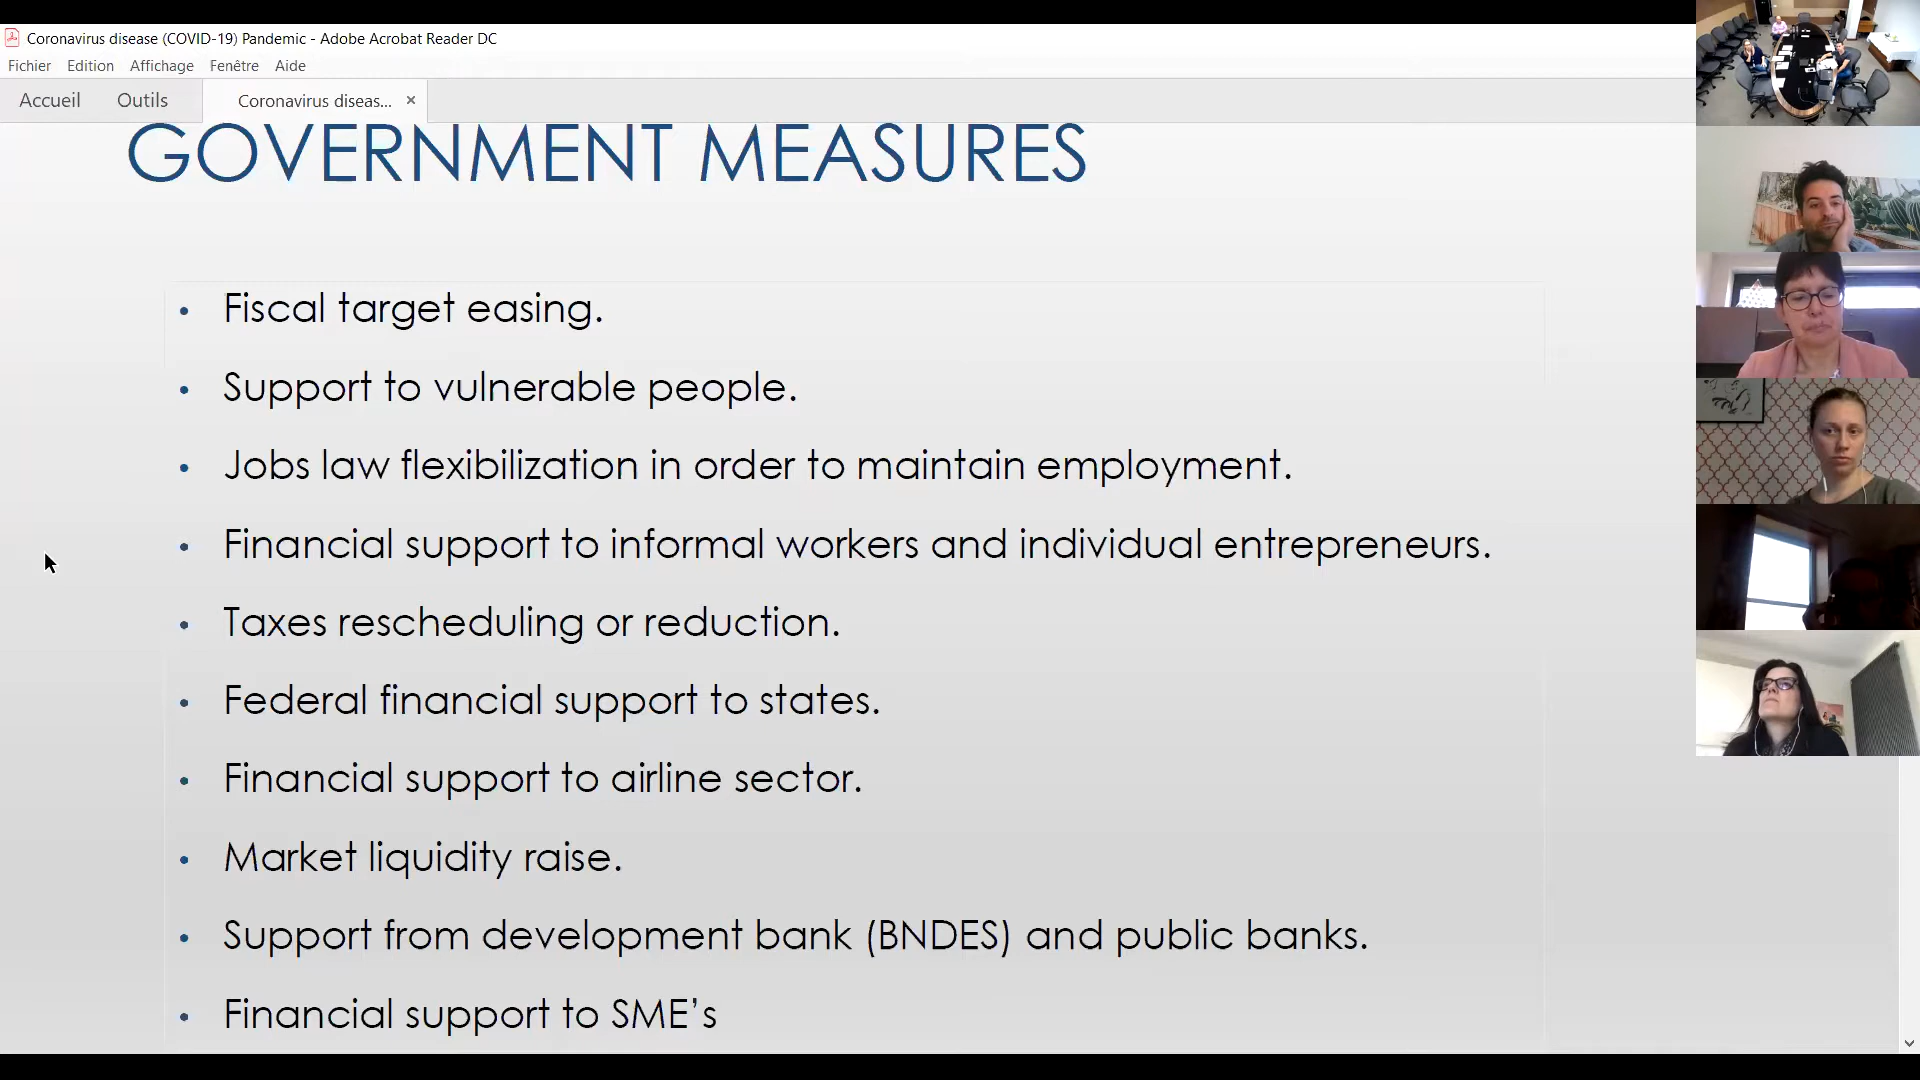 Coronavirus disease (COVID-19) Pandemic - Adobe Acrobat Reader DC
Fichier Edition Affichage Fenêtre Aide
Accueil Outils Coronavirus diseas... ×
GOVERNMENT MEASURES
• Fiscal target easing.
• Support to vulnerable people.
• Jobs law flexibilization in order to maintain employment.
• Financial support to informal workers and individual entrepreneurs.
• Taxes rescheduling or reduction.
• Federal financial support to states.
• Financial support to airline sector.
• Market liquidity raise.
• Support from development bank (BNDES) and public banks.
• Financial support to SME’s